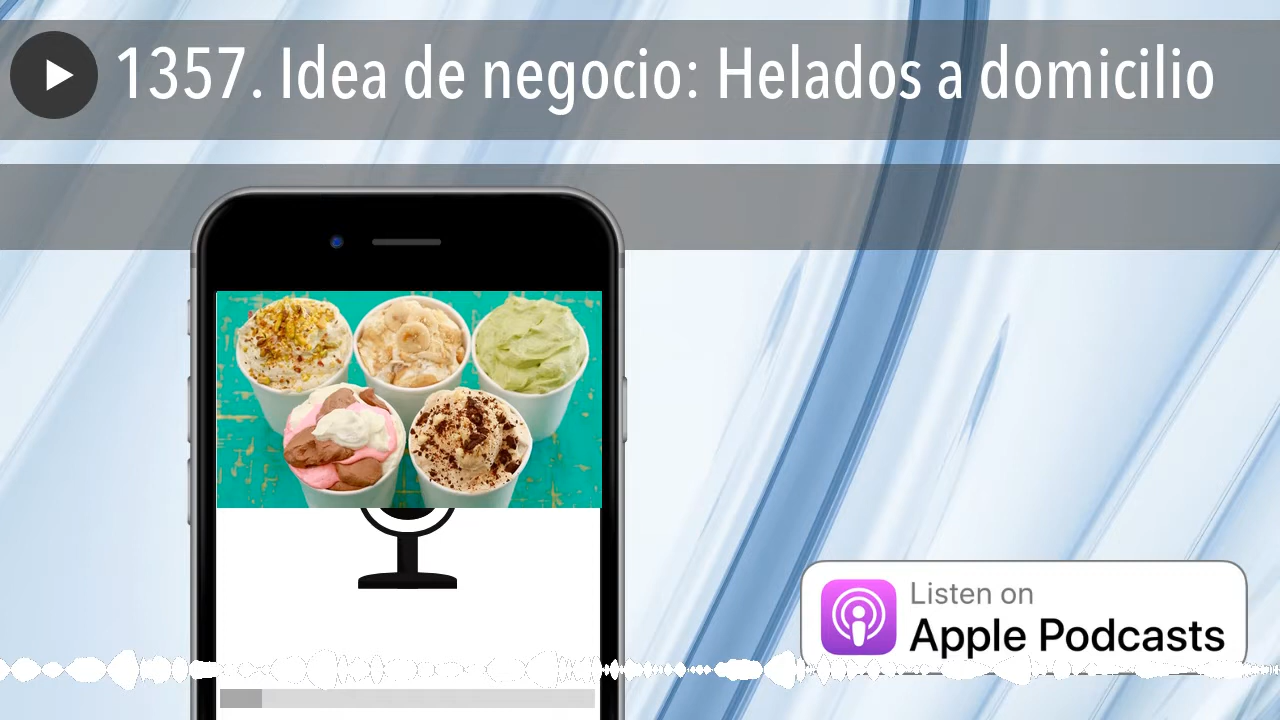 1357. Idea de negocio: Helados a domicilio
Listen on
Apple Podcasts